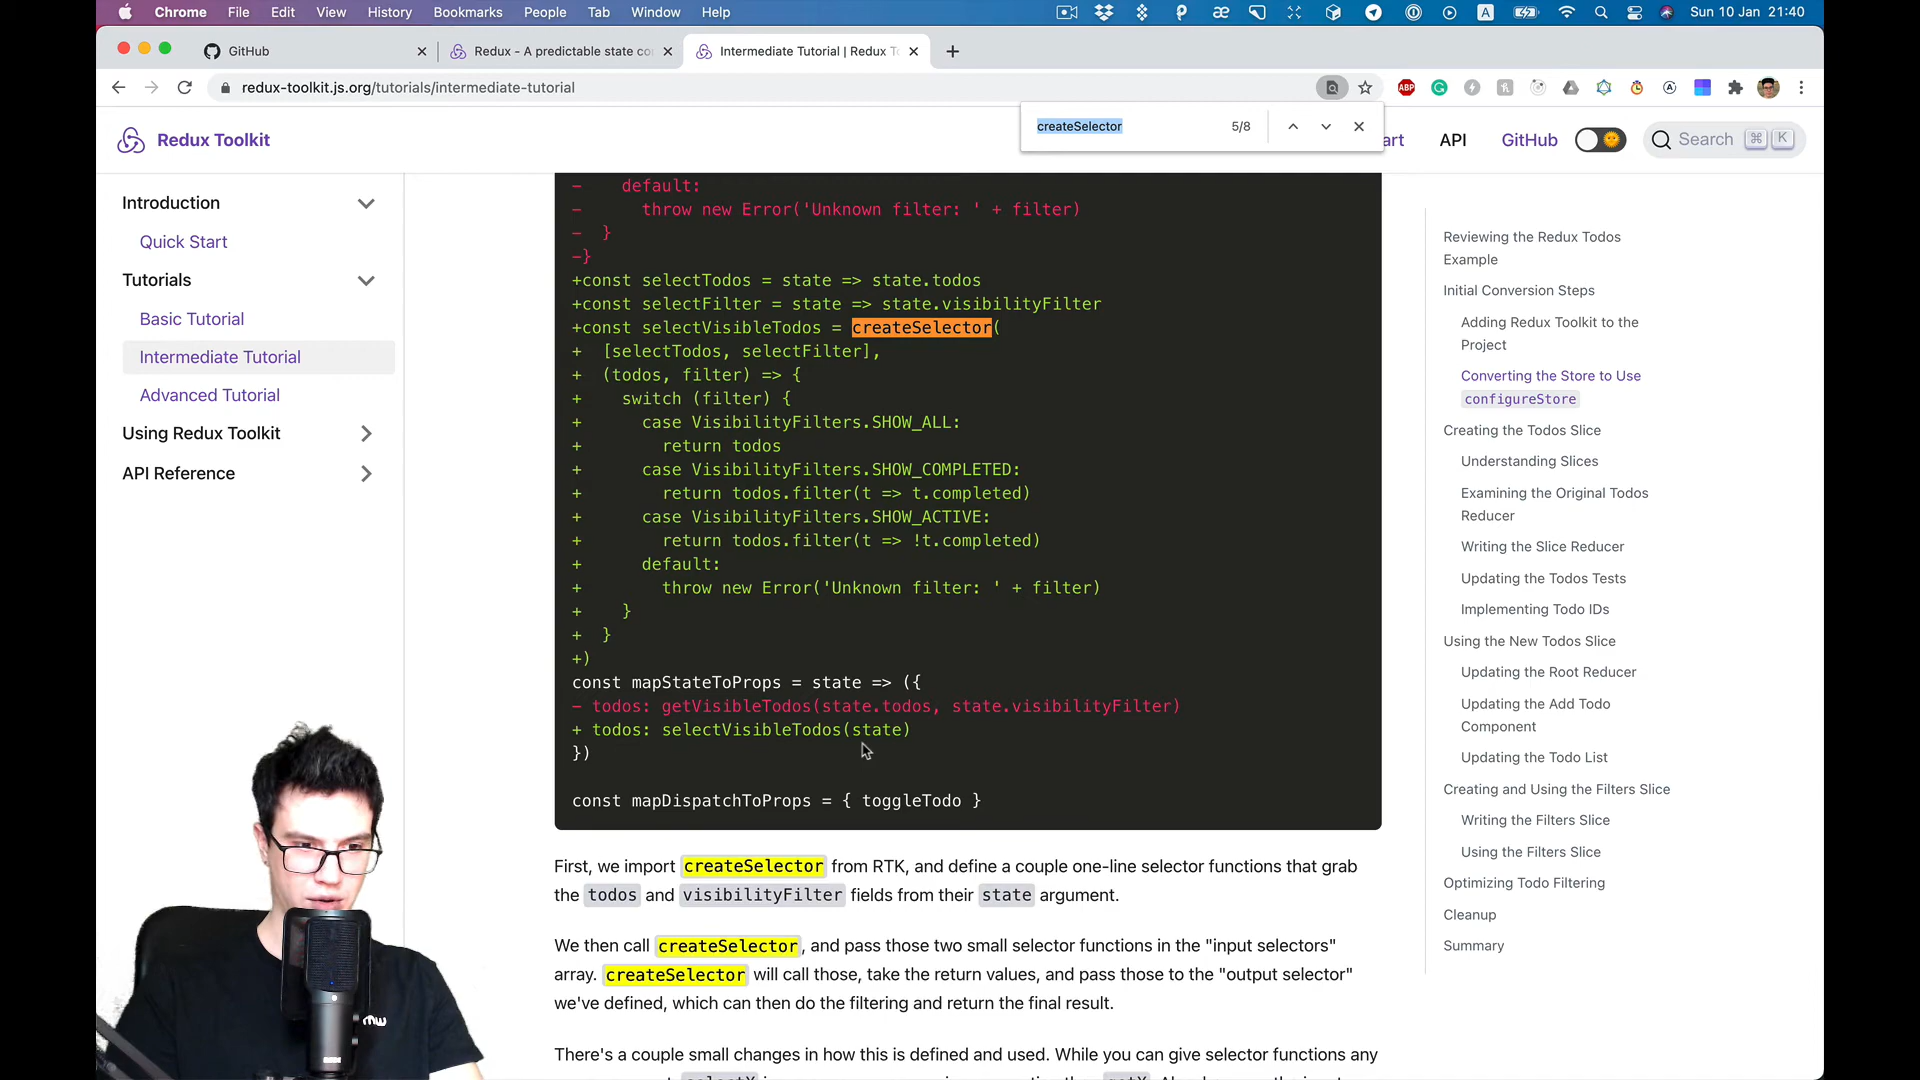 Chrome File Edit View History Bookmarks People Tab Window Help Sun 10 Jan 21:40
GitHub Redux - A predictable state co Intermediate Tutorial | Redux T
redux-toolkit.js.org/tutorials/intermediate-tutorial
createSelector 5/8
Redux Toolkit art API GitHub Search ⌘ K
Introduction
Quick Start
Tutorials
Basic Tutorial
Intermediate Tutorial
Advanced Tutorial
Using Redux Toolkit
API Reference
- default:
- throw new Error('Unknown filter: ' + filter)
- }
-}
+const selectTodos = state => state.todos
+const selectFilter = state => state.visibilityFilter
+const selectVisibleTodos = createSelector(
+ [selectTodos, selectFilter],
+ (todos, filter) => {
+ switch (filter) {
+ case VisibilityFilters.SHOW_ALL:
+ return todos
+ case VisibilityFilters.SHOW_COMPLETED:
+ return todos.filter(t => t.completed)
+ case VisibilityFilters.SHOW_ACTIVE:
+ return todos.filter(t => !t.completed)
+ default:
+ throw new Error('Unknown filter: ' + filter)
+ }
+ }
+)
const mapStateToProps = state => ({
- todos: getVisibleTodos(state.todos, state.visibilityFilter)
+ todos: selectVisibleTodos(state)
})
const mapDispatchToProps = { toggleTodo }
First, we import createSelector from RTK, and define a couple one-line selector functions that grab
the todos and visibilityFilter fields from their state argument.
We then call createSelector, and pass those two small selector functions in the "input selectors"
array. createSelector will call those, take the return values, and pass those to the "output selector"
we've defined, which can then do the filtering and return the final result.
There's a couple small changes in how this is defined and used. While you can give selector functions any
Reviewing the Redux Todos
Example
Initial Conversion Steps
Adding Redux Toolkit to the
Project
Converting the Store to Use
configureStore
Creating the Todos Slice
Understanding Slices
Examining the Original Todos
Reducer
Writing the Slice Reducer
Updating the Todos Tests
Implementing Todo IDs
Using the New Todos Slice
Updating the Root Reducer
Updating the Add Todo
Component
Updating the Todo List
Creating and Using the Filters Slice
Writing the Filters Slice
Using the Filters Slice
Optimizing Todo Filtering
Cleanup
Summary